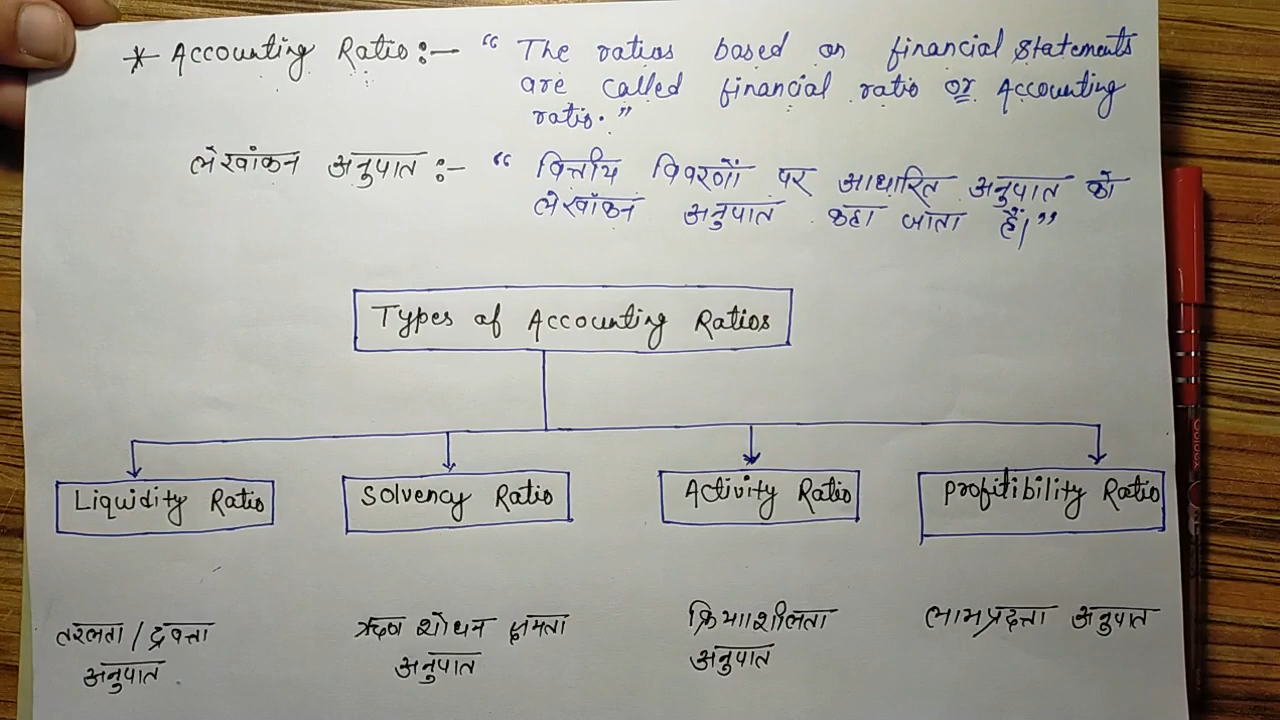 * Accounting Ratio:- "The ratios based on financial statements
are called financial ratio or Accounting
ratio."
लेखांकन अनुपात :- "वित्तीय विवरणों पर आधारित अनुपात को
लेखांकन अनुपात कहा जाता हैं।"
Types of Accounting Ratios
Liquidity Ratio
Solvency Ratio
Activity Ratio
Profitibility Ratio
तरलता / द्रवत्ता
अनुपात
ऋण शोधन क्षमता
अनुपात
क्रियाशीलता
अनुपात
लाभप्रदत्ता अनुपात